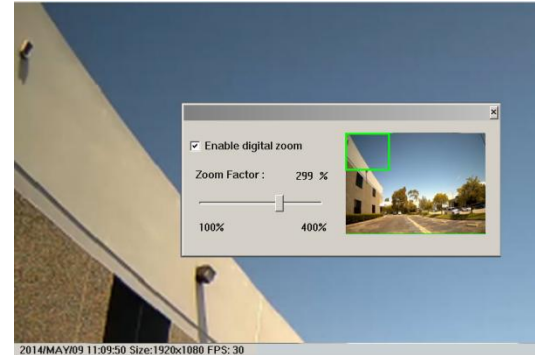 x
Enable digital zoom
Zoom Factor : 299 %
100% 400%
2014/MAY/09 11:09:50 Size:1920x1080 FPS: 30